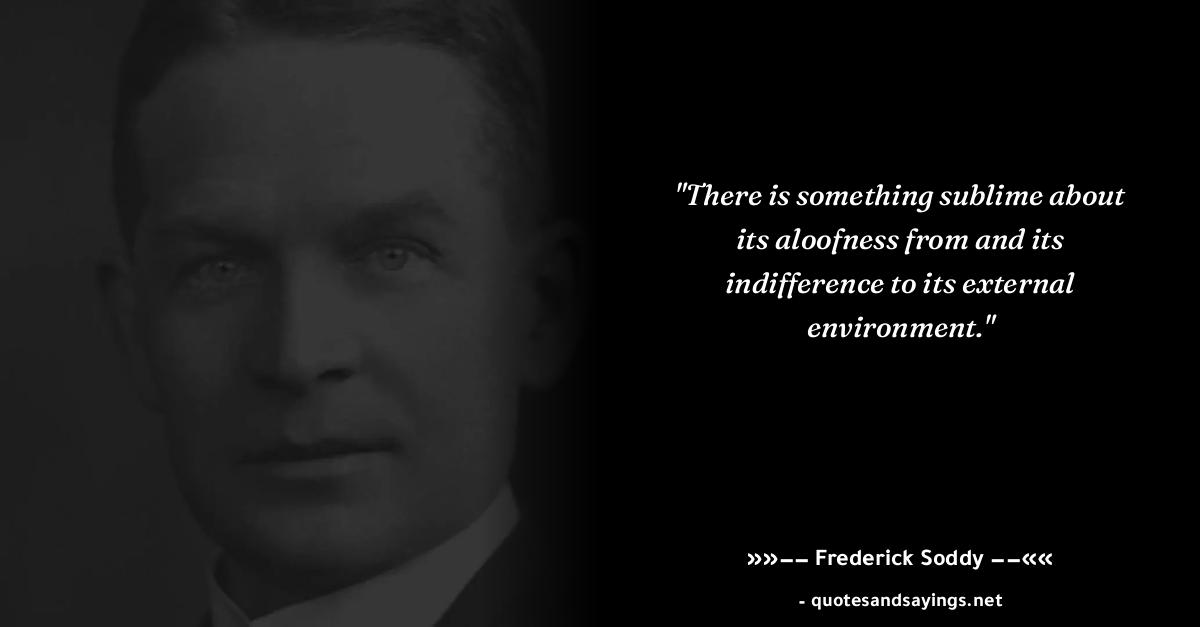 "There is something sublime about
its aloofness from and its
indifference to its external
environment."
»»—— Frederick Soddy ——««
- quotesandsayings.net